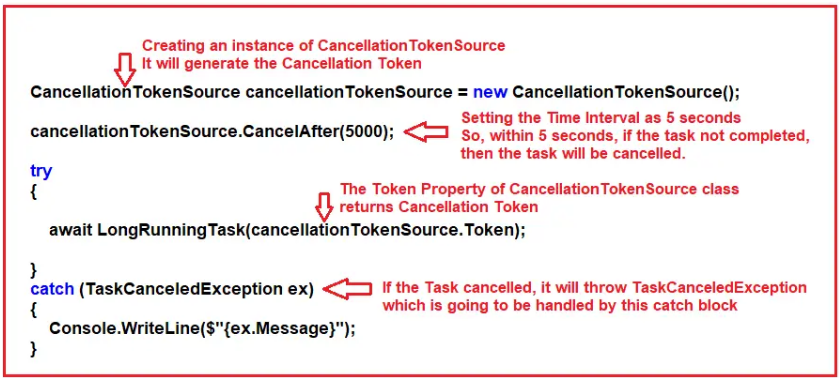 Creating an instance of CancellationTokenSource
It will generate the Cancellation Token
CancellationTokenSource cancellationTokenSource = new CancellationTokenSource();
Setting the Time Interval as 5 seconds
cancellationTokenSource.CancelAfter(5000);
So, within 5 seconds, if the task not completed,
then the task will be cancelled.
try
{
The Token Property of CancellationTokenSource class
returns Cancellation Token
await LongRunningTask(cancellationTokenSource.Token);
}
catch (TaskCanceledException ex)
If the Task cancelled, it will throw TaskCanceledException
which is going to be handled by this catch block
{
Console.WriteLine($"{ex.Message}");
}